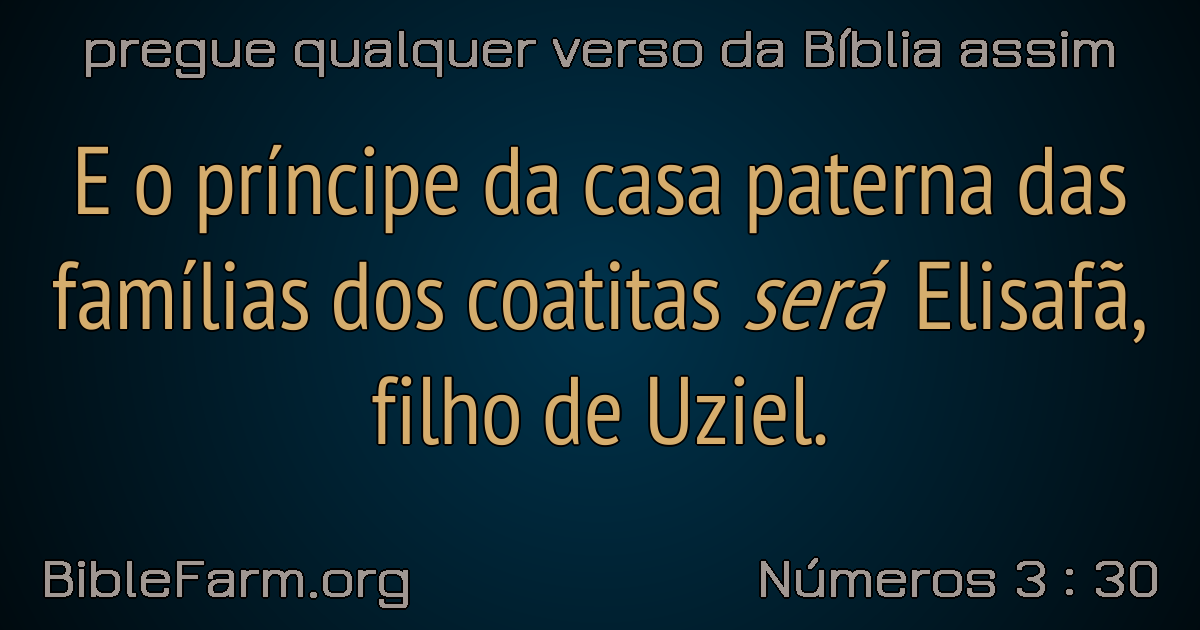 pregue qualquer verso da Bíblia assim
E o príncipe da casa paterna das
famílias dos coatitas será Elisafã,
filho de Uziel.
BibleFarm.org
Números 3 : 30